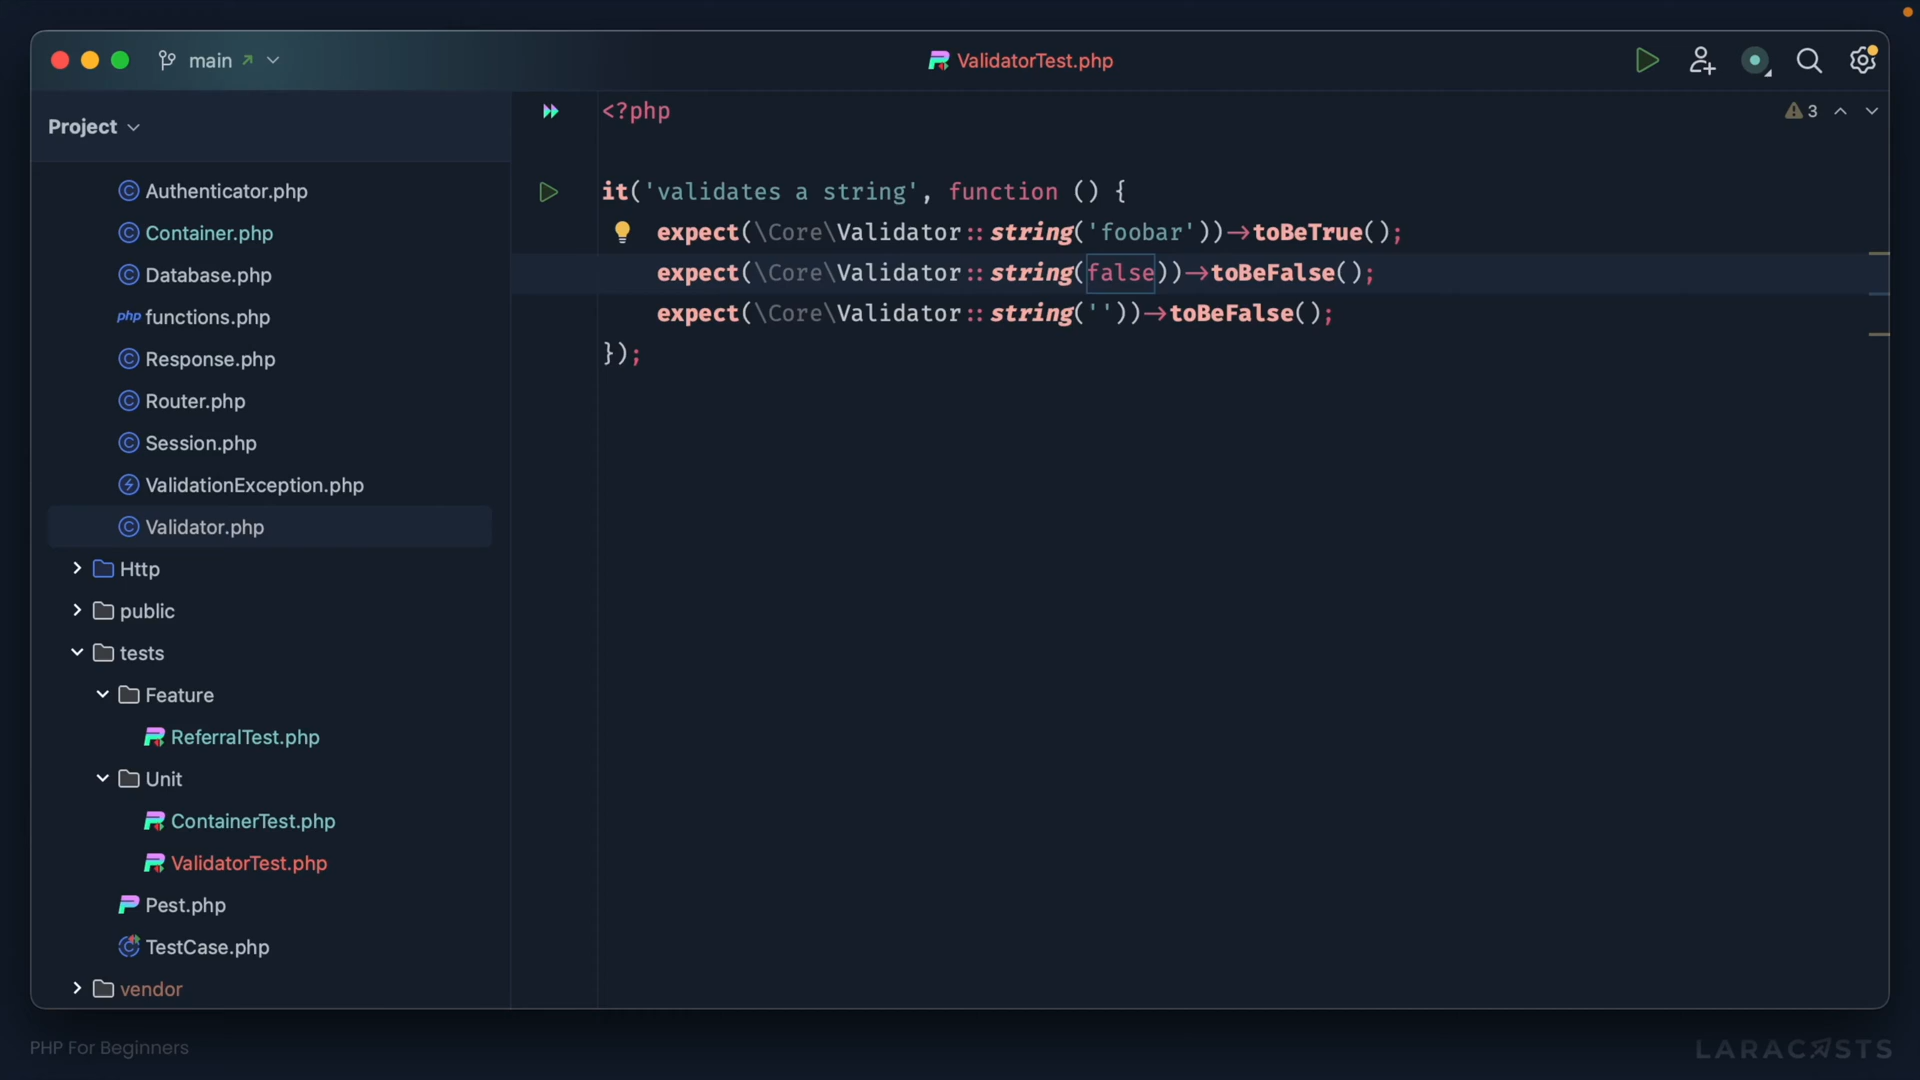 main
ValidatorTest.php
Project
Authenticator.php
Container.php
Database.php
php functions.php
Response.php
Router.php
Session.php
ValidationException.php
Validator.php
Http
public
tests
Feature
ReferralTest.php
Unit
ContainerTest.php
ValidatorTest.php
Pest.php
TestCase.php
vendor
<?php
3
it('validates a string', function () {
expect(\Core\Validator::string('foobar'))->toBeTrue();
expect(\Core\Validator::string(false))->toBeFalse();
expect(\Core\Validator::string(''))->toBeFalse();
});
PHP For Beginners
LARACASTS